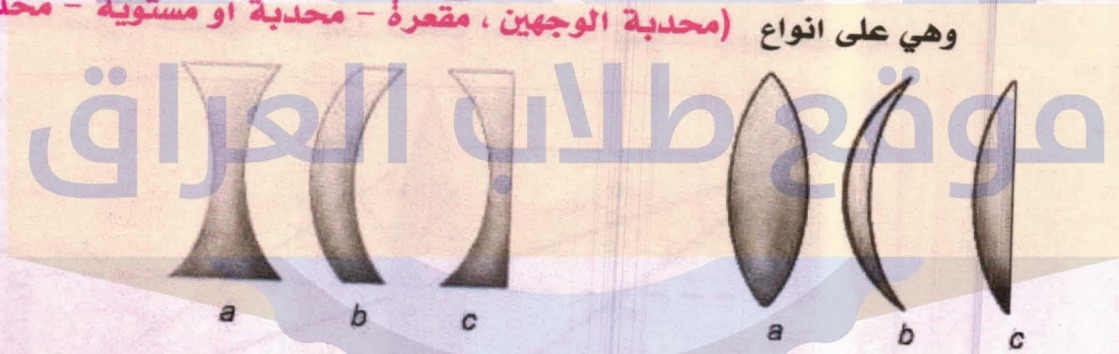 وهي على انواع (محدبة الوجهين ، مقعرة – محدبة او مستوية – محد
موقع طلاب العراق
a b c a b c